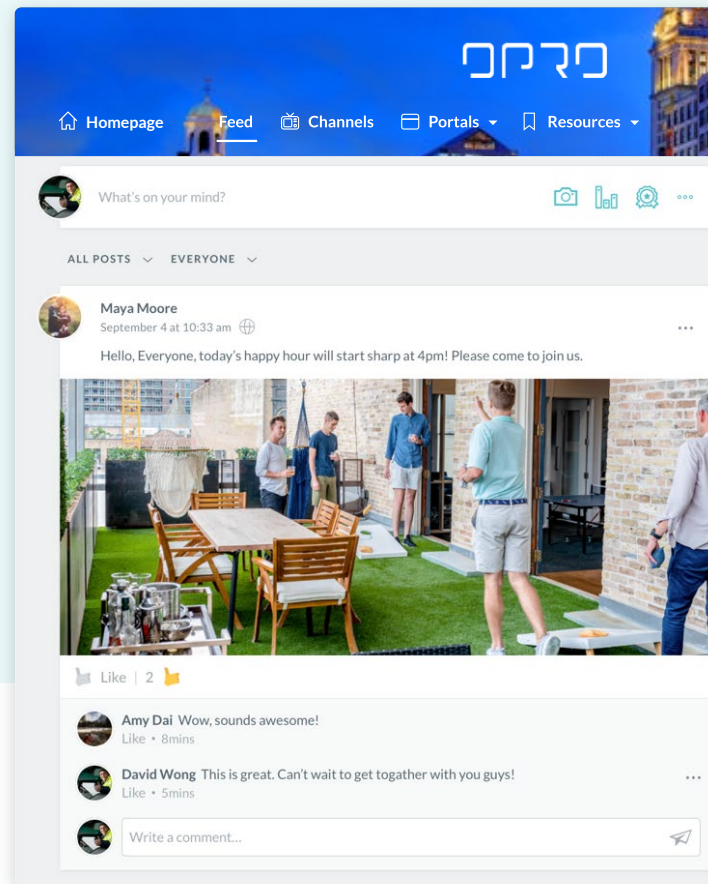 OPRO
Homepage Feed Channels Portals Resources
What's on your mind?
ALL POSTS EVERYONE
Maya Moore
September 4 at 10:33 am
Hello, Everyone, today's happy hour will start sharp at 4pm! Please come to join us.
Like | 2
Amy Dai Wow, sounds awesome!
Like • 8mins
David Wong This is great. Can't wait to get togather with you guys!
Like • 5mins
Write a comment...